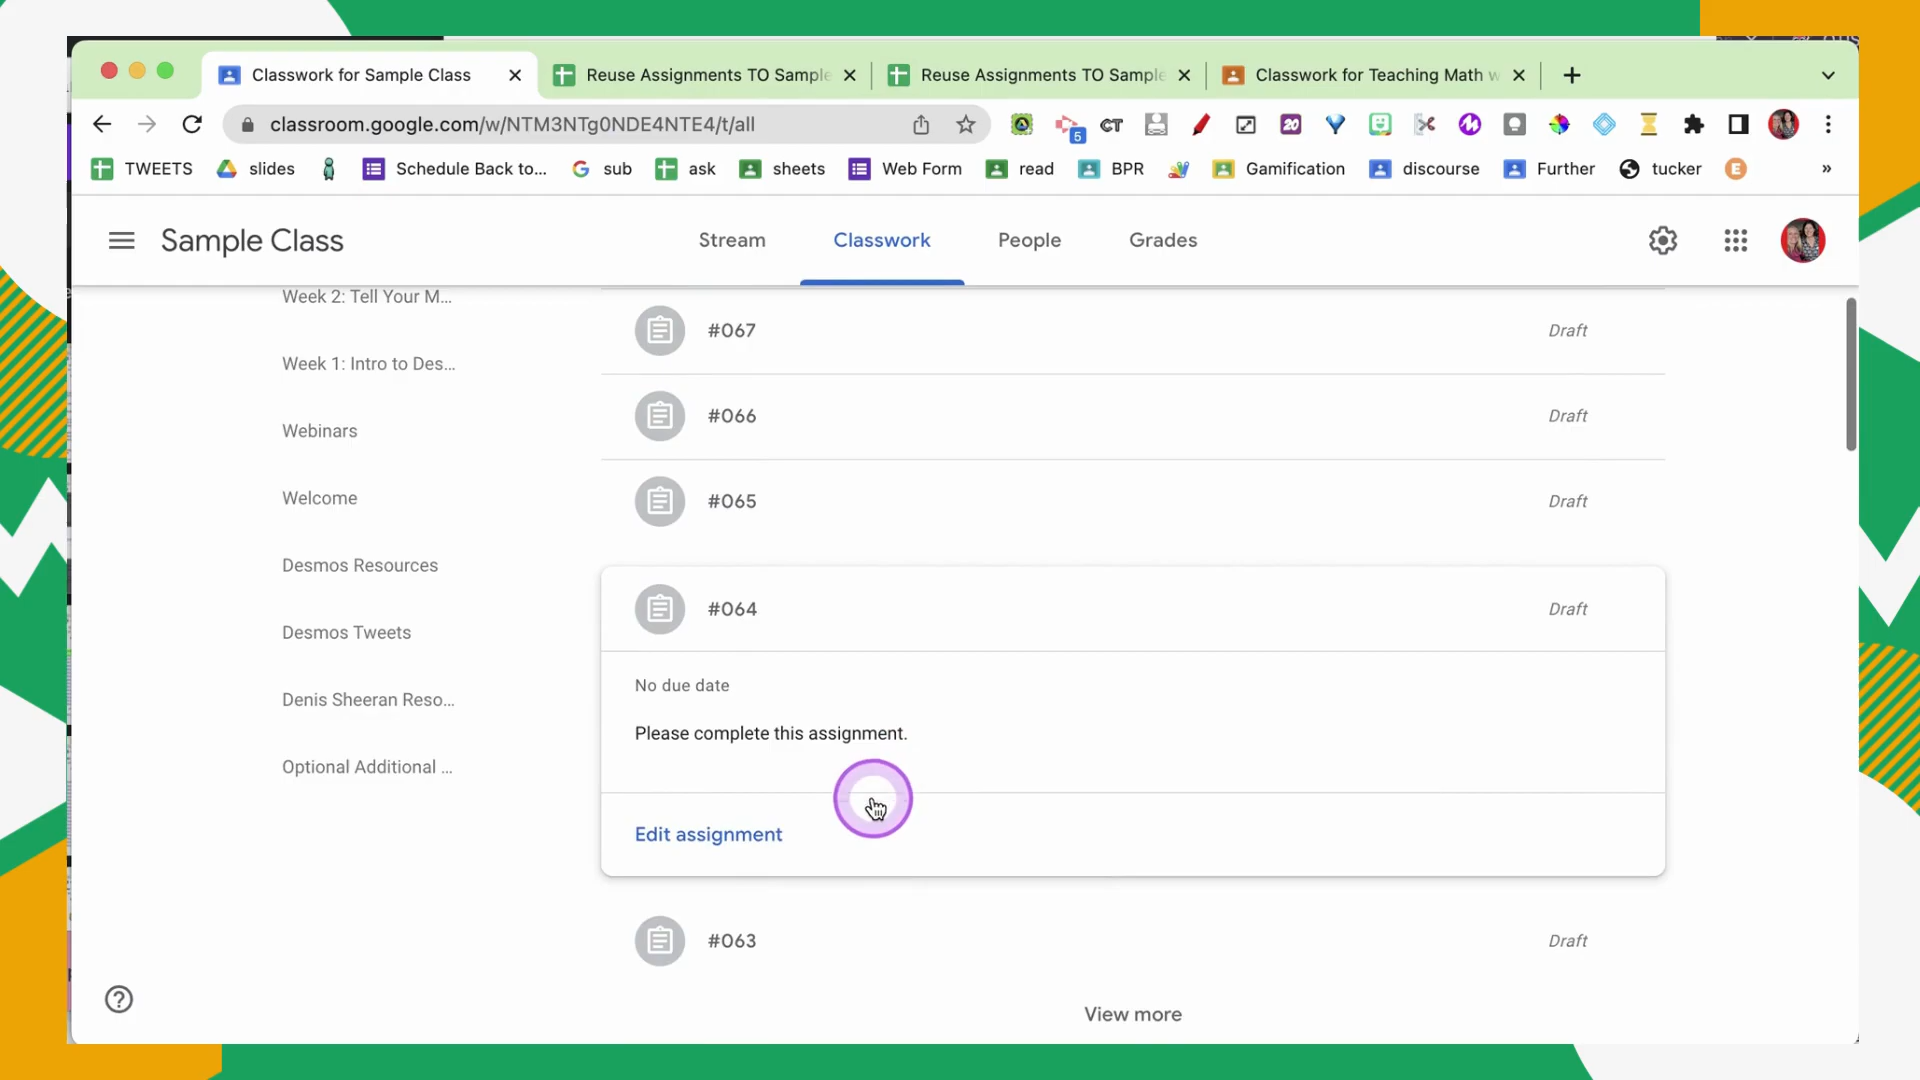 Classwork for Sample Class
Reuse Assignments TO Sample
Reuse Assignments TO Sample
Classwork for Teaching Math w
classroom.google.com/w/NTM3NTg0NDE4NTE4/t/all
5
CT
20
TWEETS
slides
Schedule Back to...
sub
ask
sheets
Web Form
read
BPR
Gamification
discourse
Further
tucker
E
»
Sample Class
Stream
Classwork
People
Grades
Week 2: Tell Your M...
Week 1: Intro to Des...
Webinars
Welcome
Desmos Resources
Desmos Tweets
Denis Sheeran Reso...
Optional Additional ...
#067 Draft
#066 Draft
#065 Draft
#064 Draft
No due date
Please complete this assignment.
Edit assignment
#063 Draft
View more